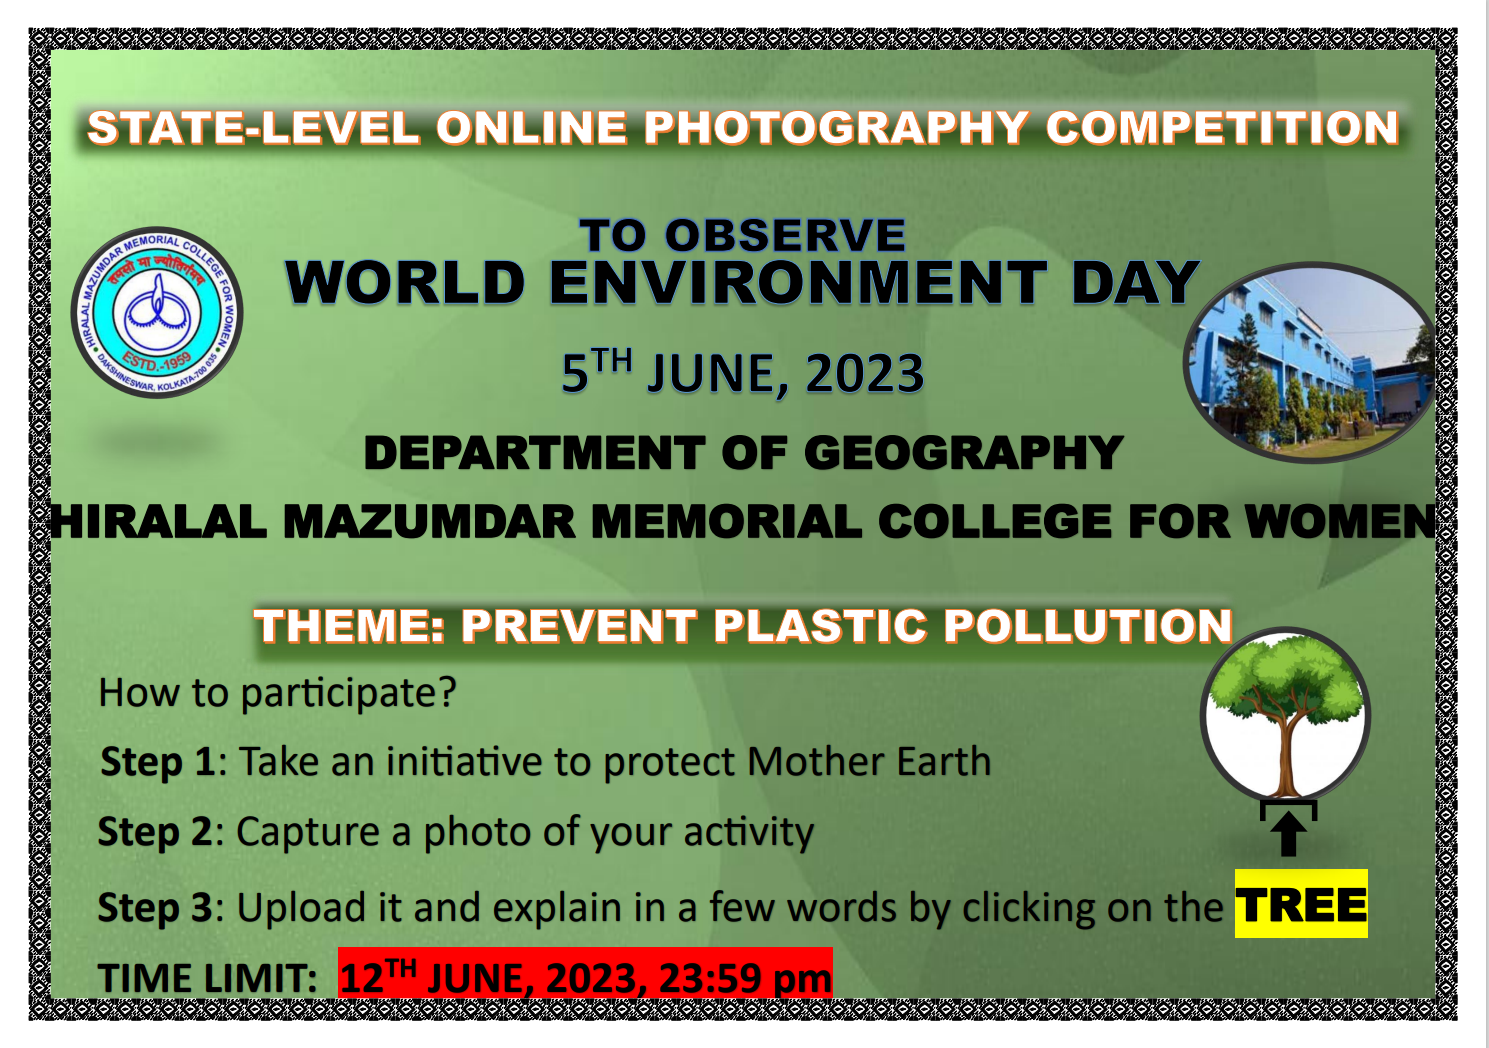 STATE-LEVEL ONLINE PHOTOGRAPHY COMPETITION
TO OBSERVE
WORLD ENVIRONMENT DAY
HIRALAL MAZUMDAR MEMORIAL COLLEGE FOR WOMEN
तमसो मा ज्योतिर्गमय
ESTD.-1959
DAKSHINESWAR, KOLKATA-700 035
5TH JUNE, 2023
DEPARTMENT OF GEOGRAPHY
HIRALAL MAZUMDAR MEMORIAL COLLEGE FOR WOMEN
THEME: PREVENT PLASTIC POLLUTION
How to participate?
Step 1: Take an initiative to protect Mother Earth
Step 2: Capture a photo of your activity
Step 3: Upload it and explain in a few words by clicking on the TREE
TIME LIMIT: 12TH JUNE, 2023, 23:59 pm